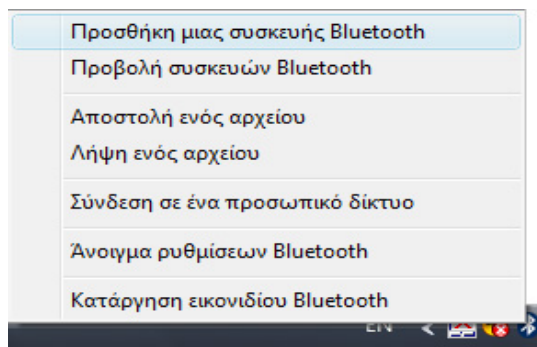 Προσθήκη μιας συσκευής Bluetooth
Προβολή συσκευών Bluetooth
Αποστολή ενός αρχείου
Λήψη ενός αρχείου
Σύνδεση σε ένα προσωπικό δίκτυο
Άνοιγμα ρυθμίσεων Bluetooth
Κατάργηση εικονιδίου Bluetooth
EN